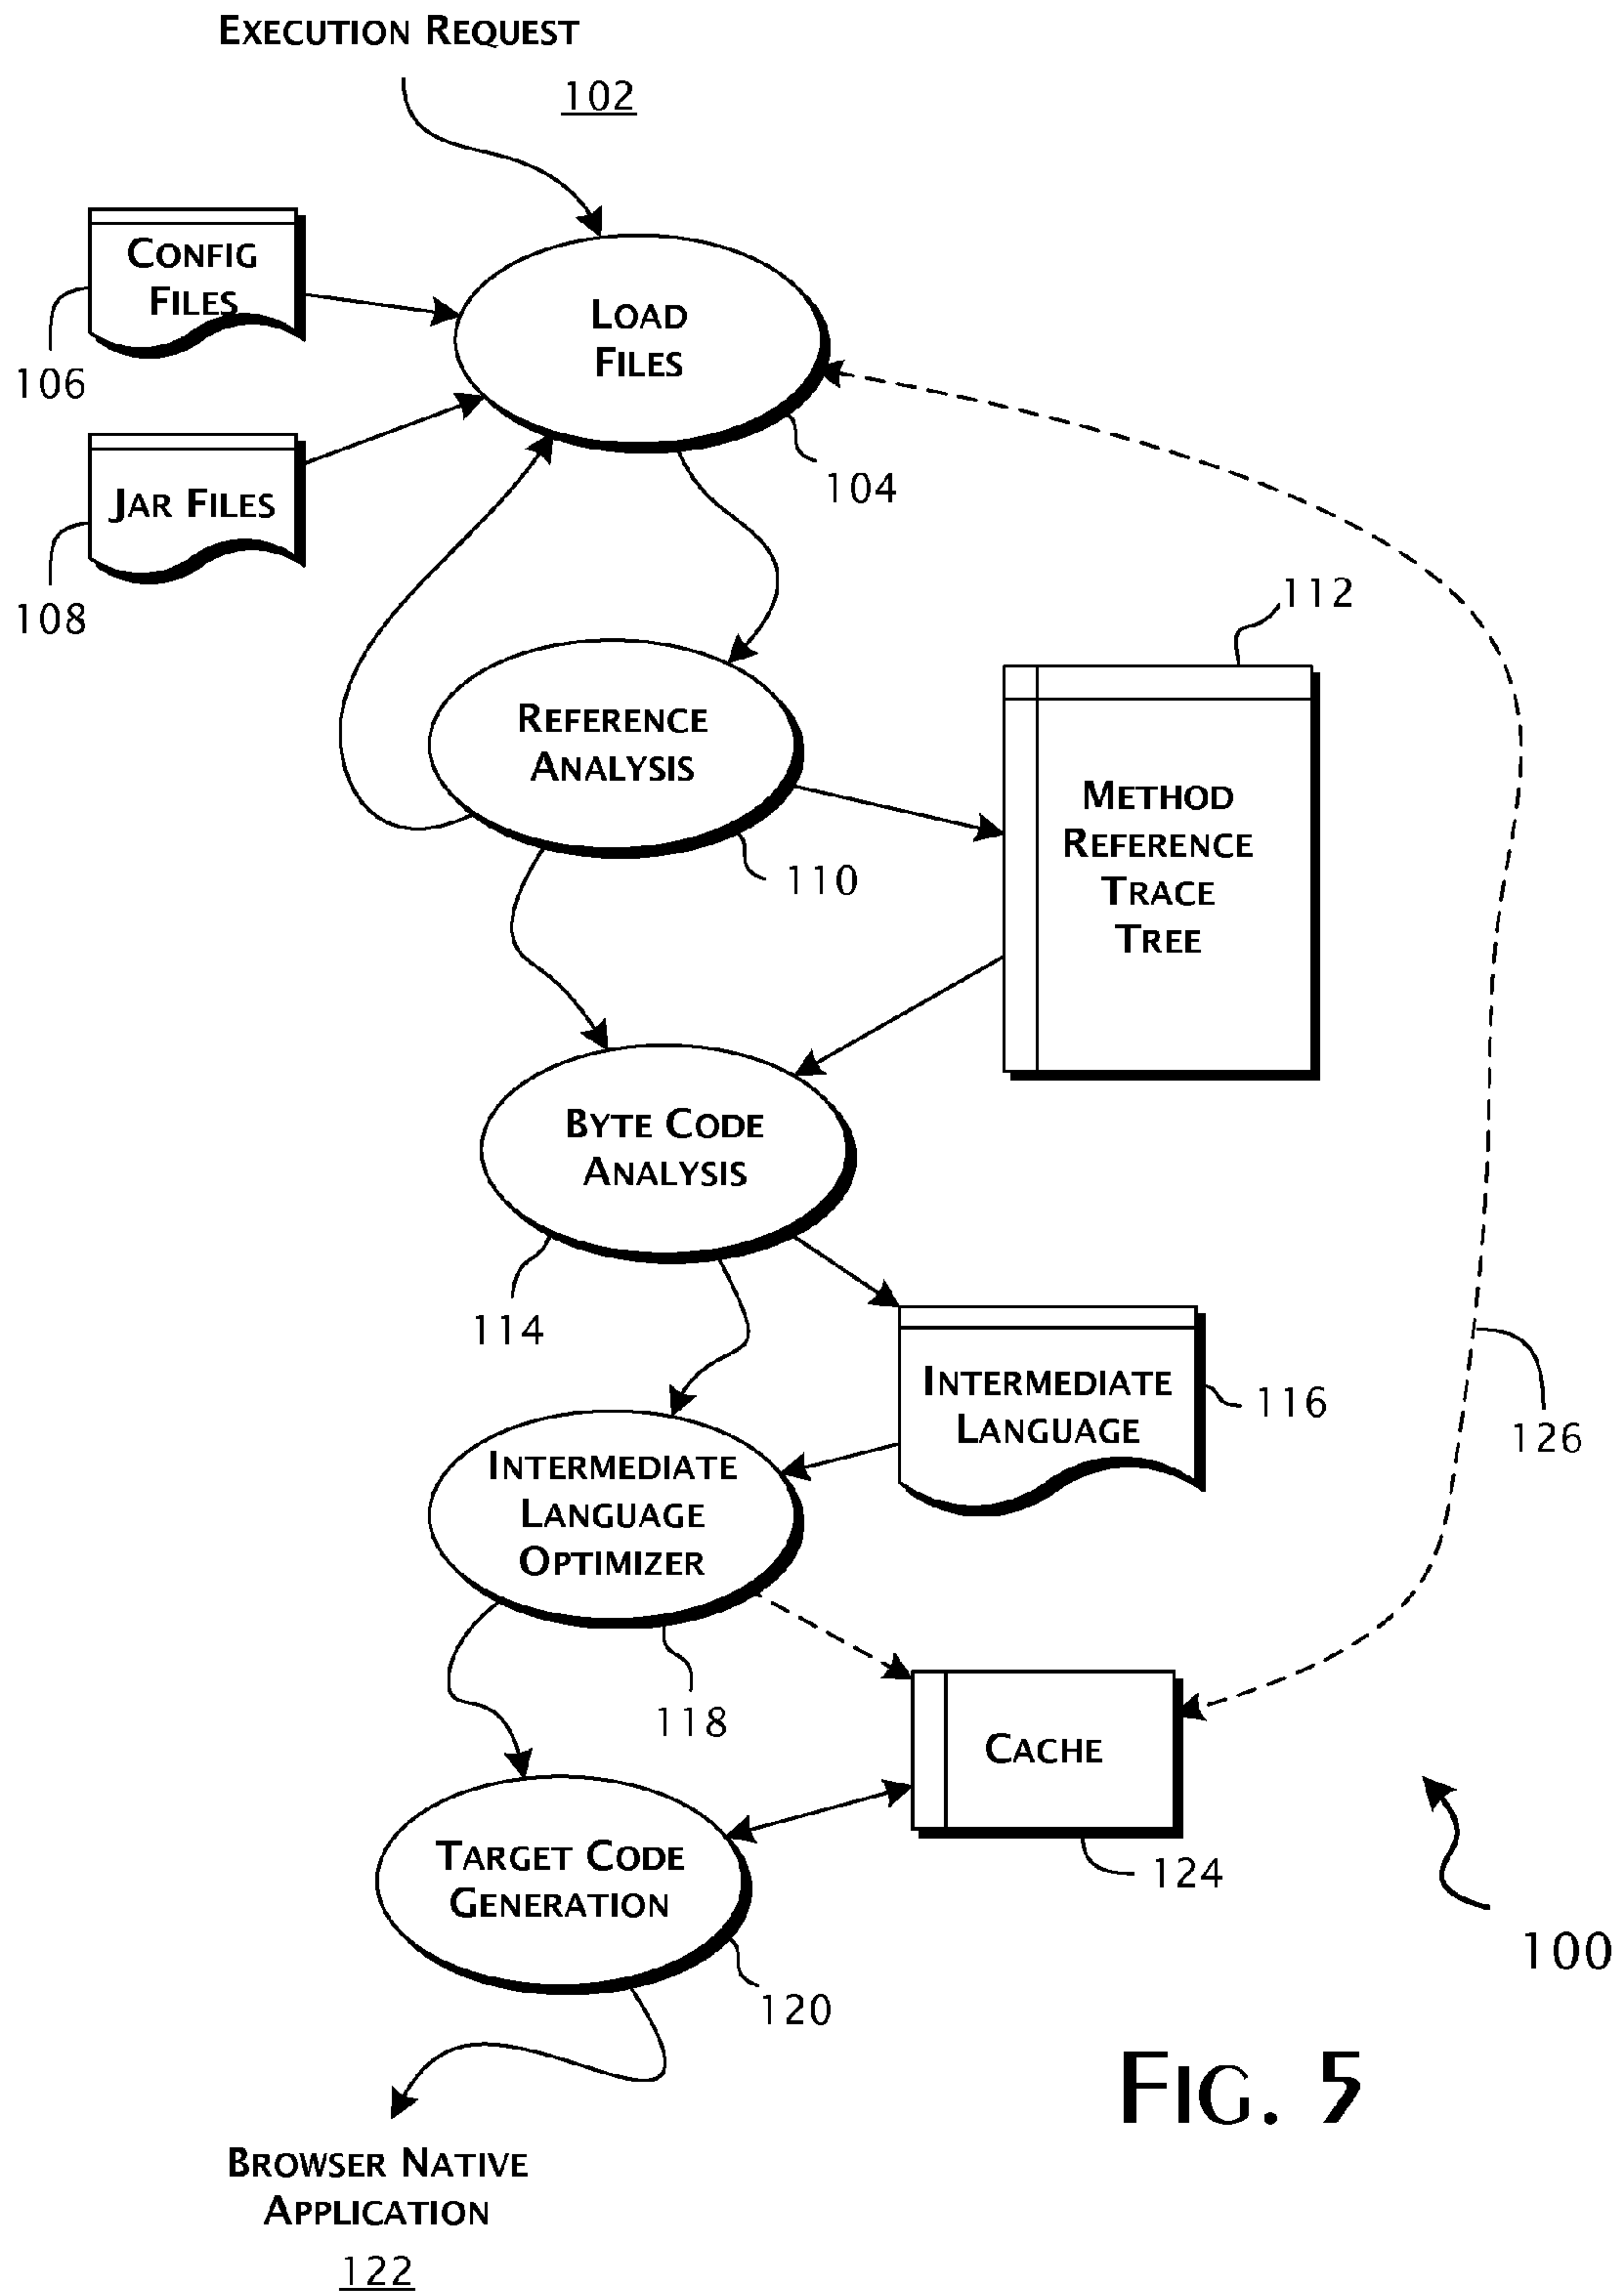 EXECUTION REQUEST
102
CONFIG
FILES
106
LOAD
FILES
104
JAR FILES
108
112
REFERENCE
ANALYSIS
110
METHOD
REFERENCE
TRACE
TREE
BYTE CODE
ANALYSIS
114
INTERMEDIATE
LANGUAGE
116
126
INTERMEDIATE
LANGUAGE
OPTIMIZER
118
CACHE
124
TARGET CODE
GENERATION
120
100
FIG. 5
BROWSER NATIVE
APPLICATION
122